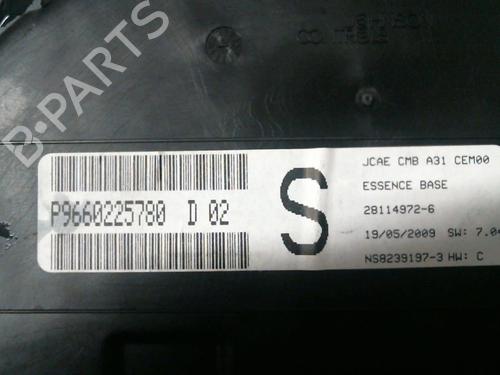 B-PARTS
P9660225780 D 02
S
JCAE CMB A31 CEM00
ESSENCE BASE
28114972-6
19/05/2009 SW: 7.04
NS8239197-3 HW: C